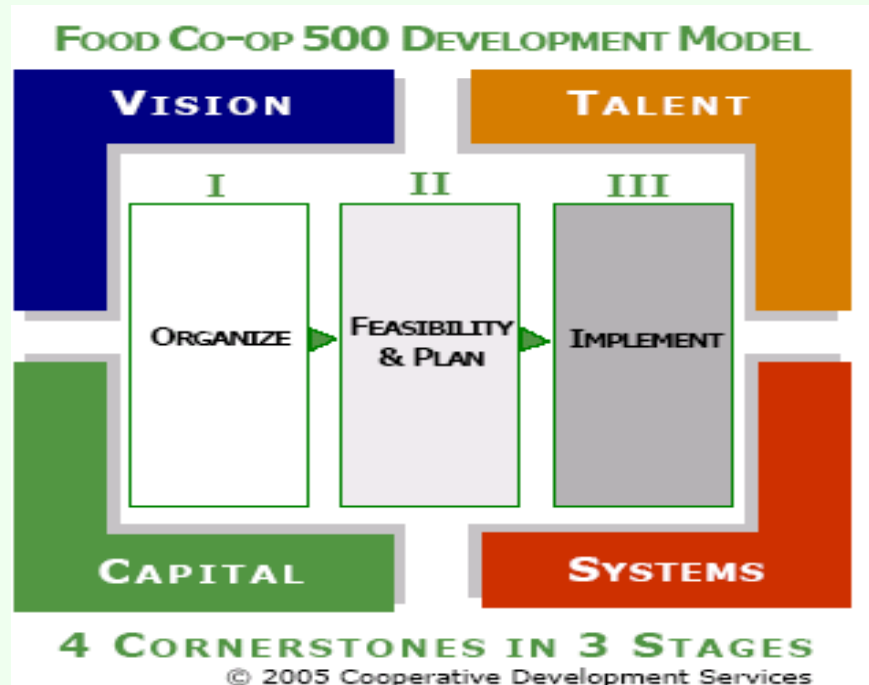 FOOD CO-OP 500 DEVELOPMENT MODEL
VISION
TALENT
I
II
III
ORGANIZE
FEASIBILITY
& PLAN
IMPLEMENT
CAPITAL
SYSTEMS
4 CORNERSTONES IN 3 STAGES
© 2005 Cooperative Development Services